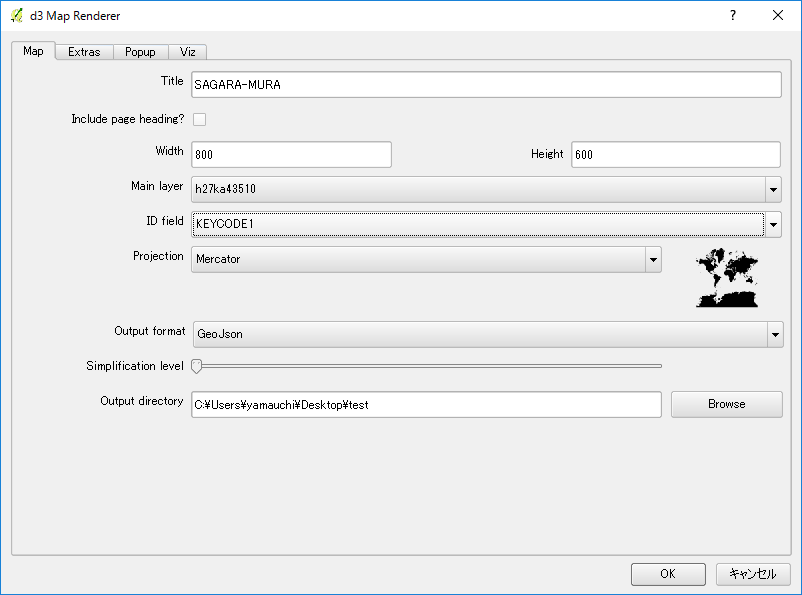 d3 Map Renderer
?
Map Extras Popup Viz
Title SAGARA-MURA
Include page heading?
Width 800 Height 600
Main layer h27ka43510
ID field KEYCODE1
Projection Mercator
Output format GeoJson
Simplification level
Output directory C:¥Users¥yamauchi¥Desktop¥test Browse
OK キャンセル